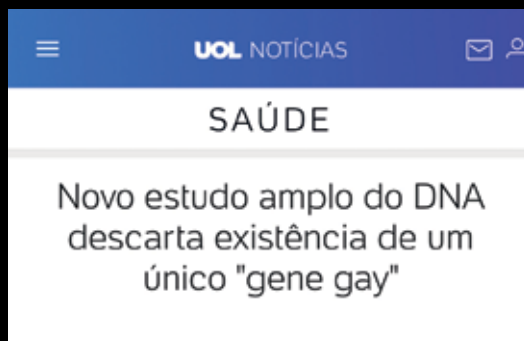 UOL NOTÍCIAS
SAÚDE
Novo estudo amplo do DNA
descarta existência de um
único "gene gay"